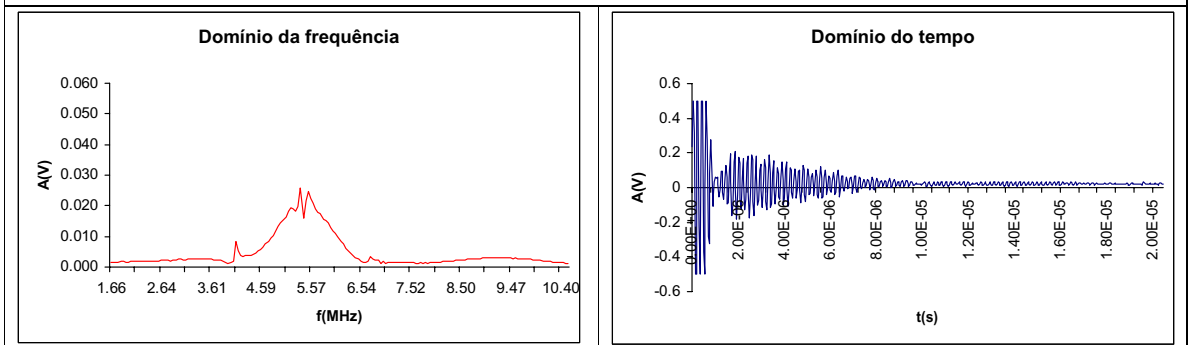 Domínio da frequência
0.060
0.050
0.040
0.030
0.020
0.010
0.000
A(V)
1.66 2.64 3.61 4.59 5.57 6.54 7.52 8.50 9.47 10.40
f(MHz)
Domínio do tempo
0.6
0.4
0.2
0
-0.2
-0.4
-0.6
A(V)
0.00E+00 2.00E-06 4.00E-06 6.00E-06 8.00E-06 1.00E-05 1.20E-05 1.40E-05 1.60E-05 1.80E-05 2.00E-05
t(s)